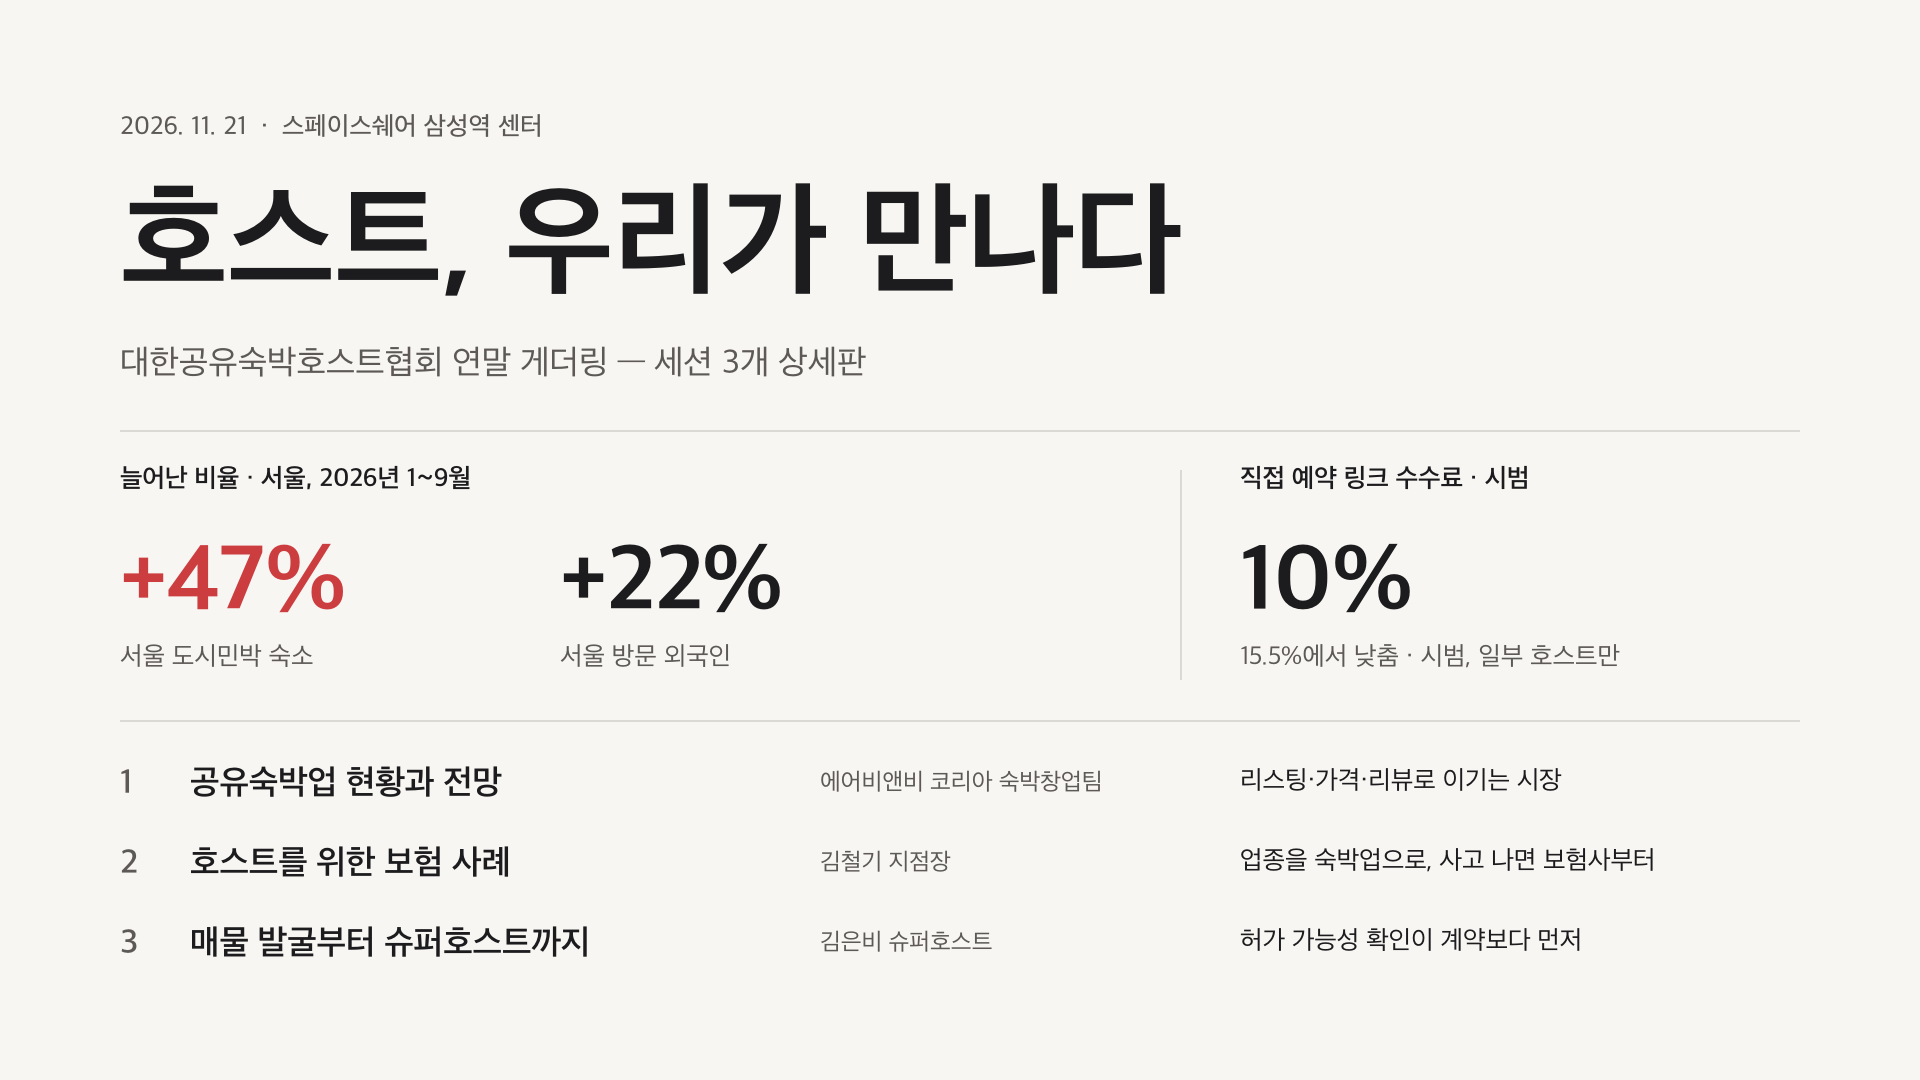 2026. 11. 21 · 스페이스쉐어 삼성역 센터
호스트, 우리가 만나다
대한공유숙박호스트협회 연말 게더링 — 세션 3개 상세판
늘어난 비율 · 서울, 2026년 1~9월
+47%
서울 도시민박 숙소
+22%
서울 방문 외국인
직접 예약 링크 수수료 · 시범
10%
15.5%에서 낮춤 · 시범, 일부 호스트만
1 공유숙박업 현황과 전망 에어비앤비 코리아 숙박창업팀 리스팅·가격·리뷰로 이기는 시장
2 호스트를 위한 보험 사례 김철기 지점장 업종을 숙박업으로, 사고 나면 보험사부터
3 매물 발굴부터 슈퍼호스트까지 김은비 슈퍼호스트 허가 가능성 확인이 계약보다 먼저